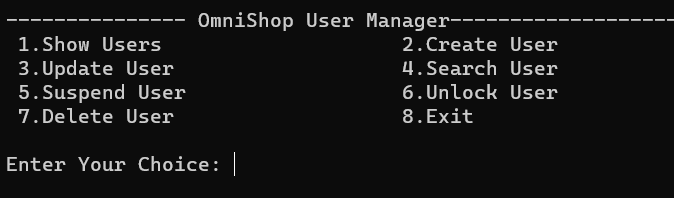 --------------- OmniShop User Manager-------------------
1.Show Users 2.Create User
3.Update User 4.Search User
5.Suspend User 6.Unlock User
7.Delete User 8.Exit
Enter Your Choice: